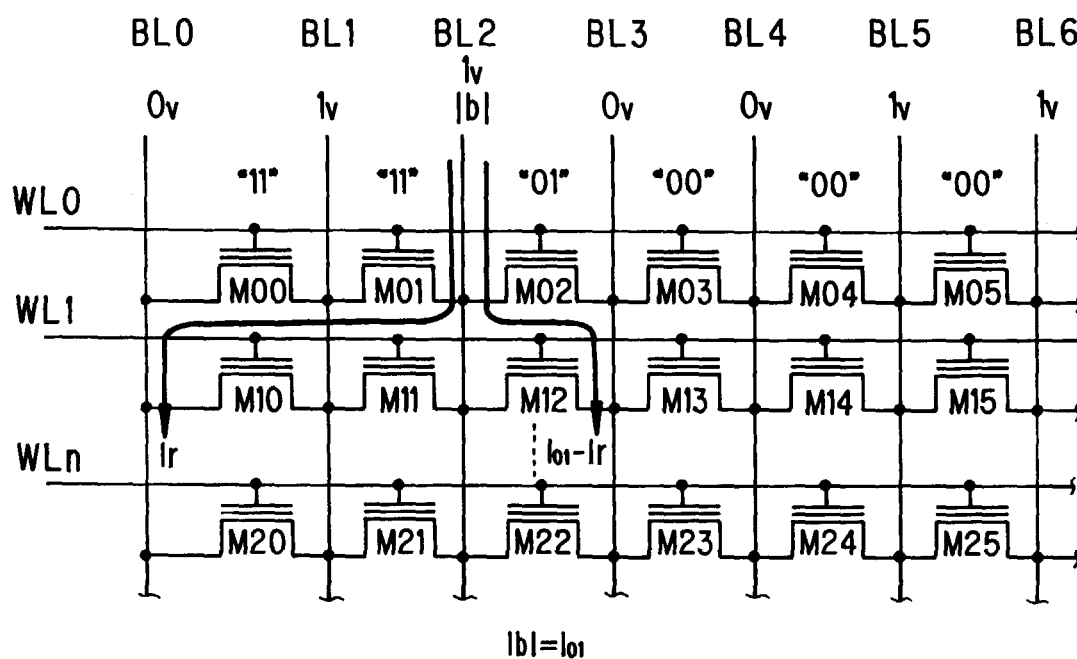 BL0 BL1 BL2 BL3 BL4 BL5 BL6
1v
0v 1v Ibl 0v 0v 1v 1v
"11" "11" "01" "00" "00" "00"
WL0
M00 M01 M02 M03 M04 M05
WL1
M10 M11 M12 M13 M14 M15
Ir I01-Ir
WLn
M20 M21 M22 M23 M24 M25
Ibl=I01